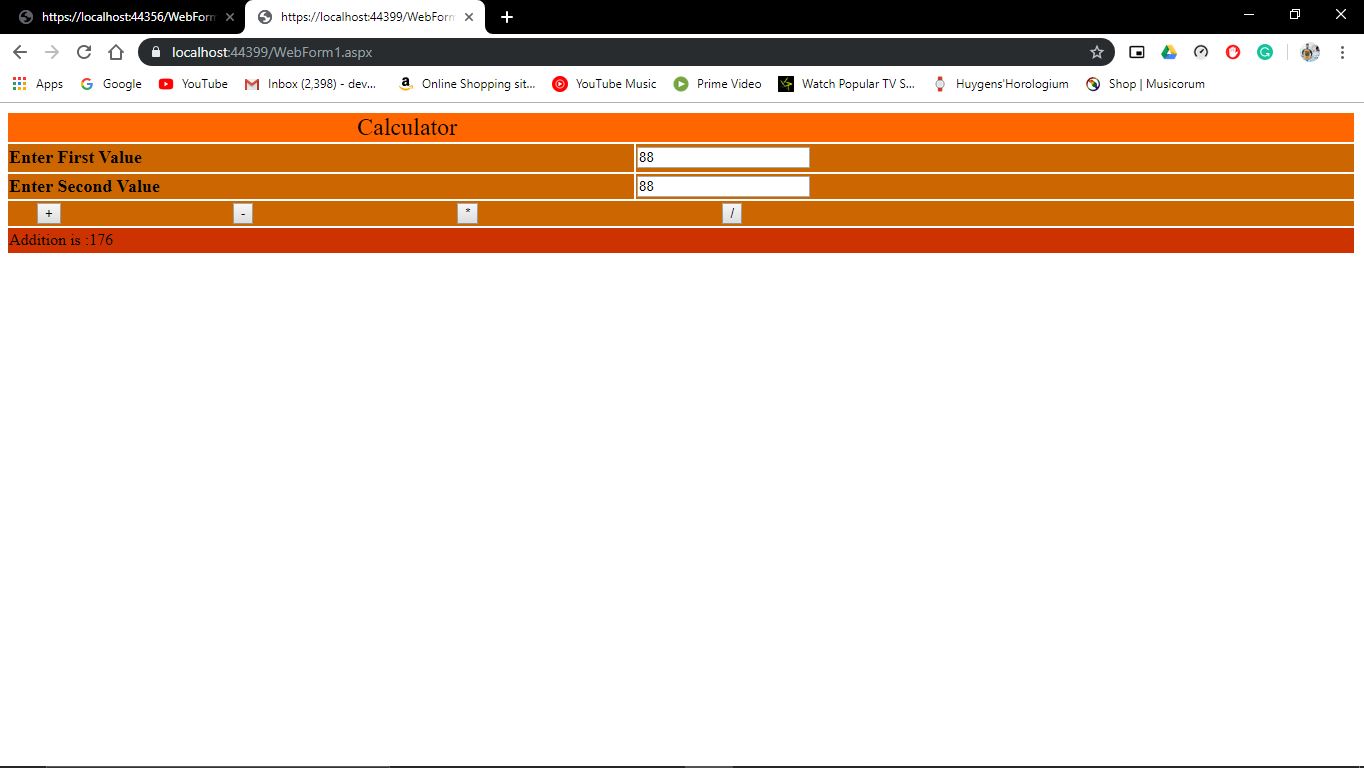 https://localhost:44356/WebForm
https://localhost:44399/WebForm
localhost:44399/WebForm1.aspx
Apps Google YouTube Inbox (2,398) - dev... Online Shopping sit... YouTube Music Prime Video Watch Popular TV S... Huygens'Horologium Shop | Musicorum
Calculator
Enter First Value 88
Enter Second Value 88
+ - * /
Addition is :176